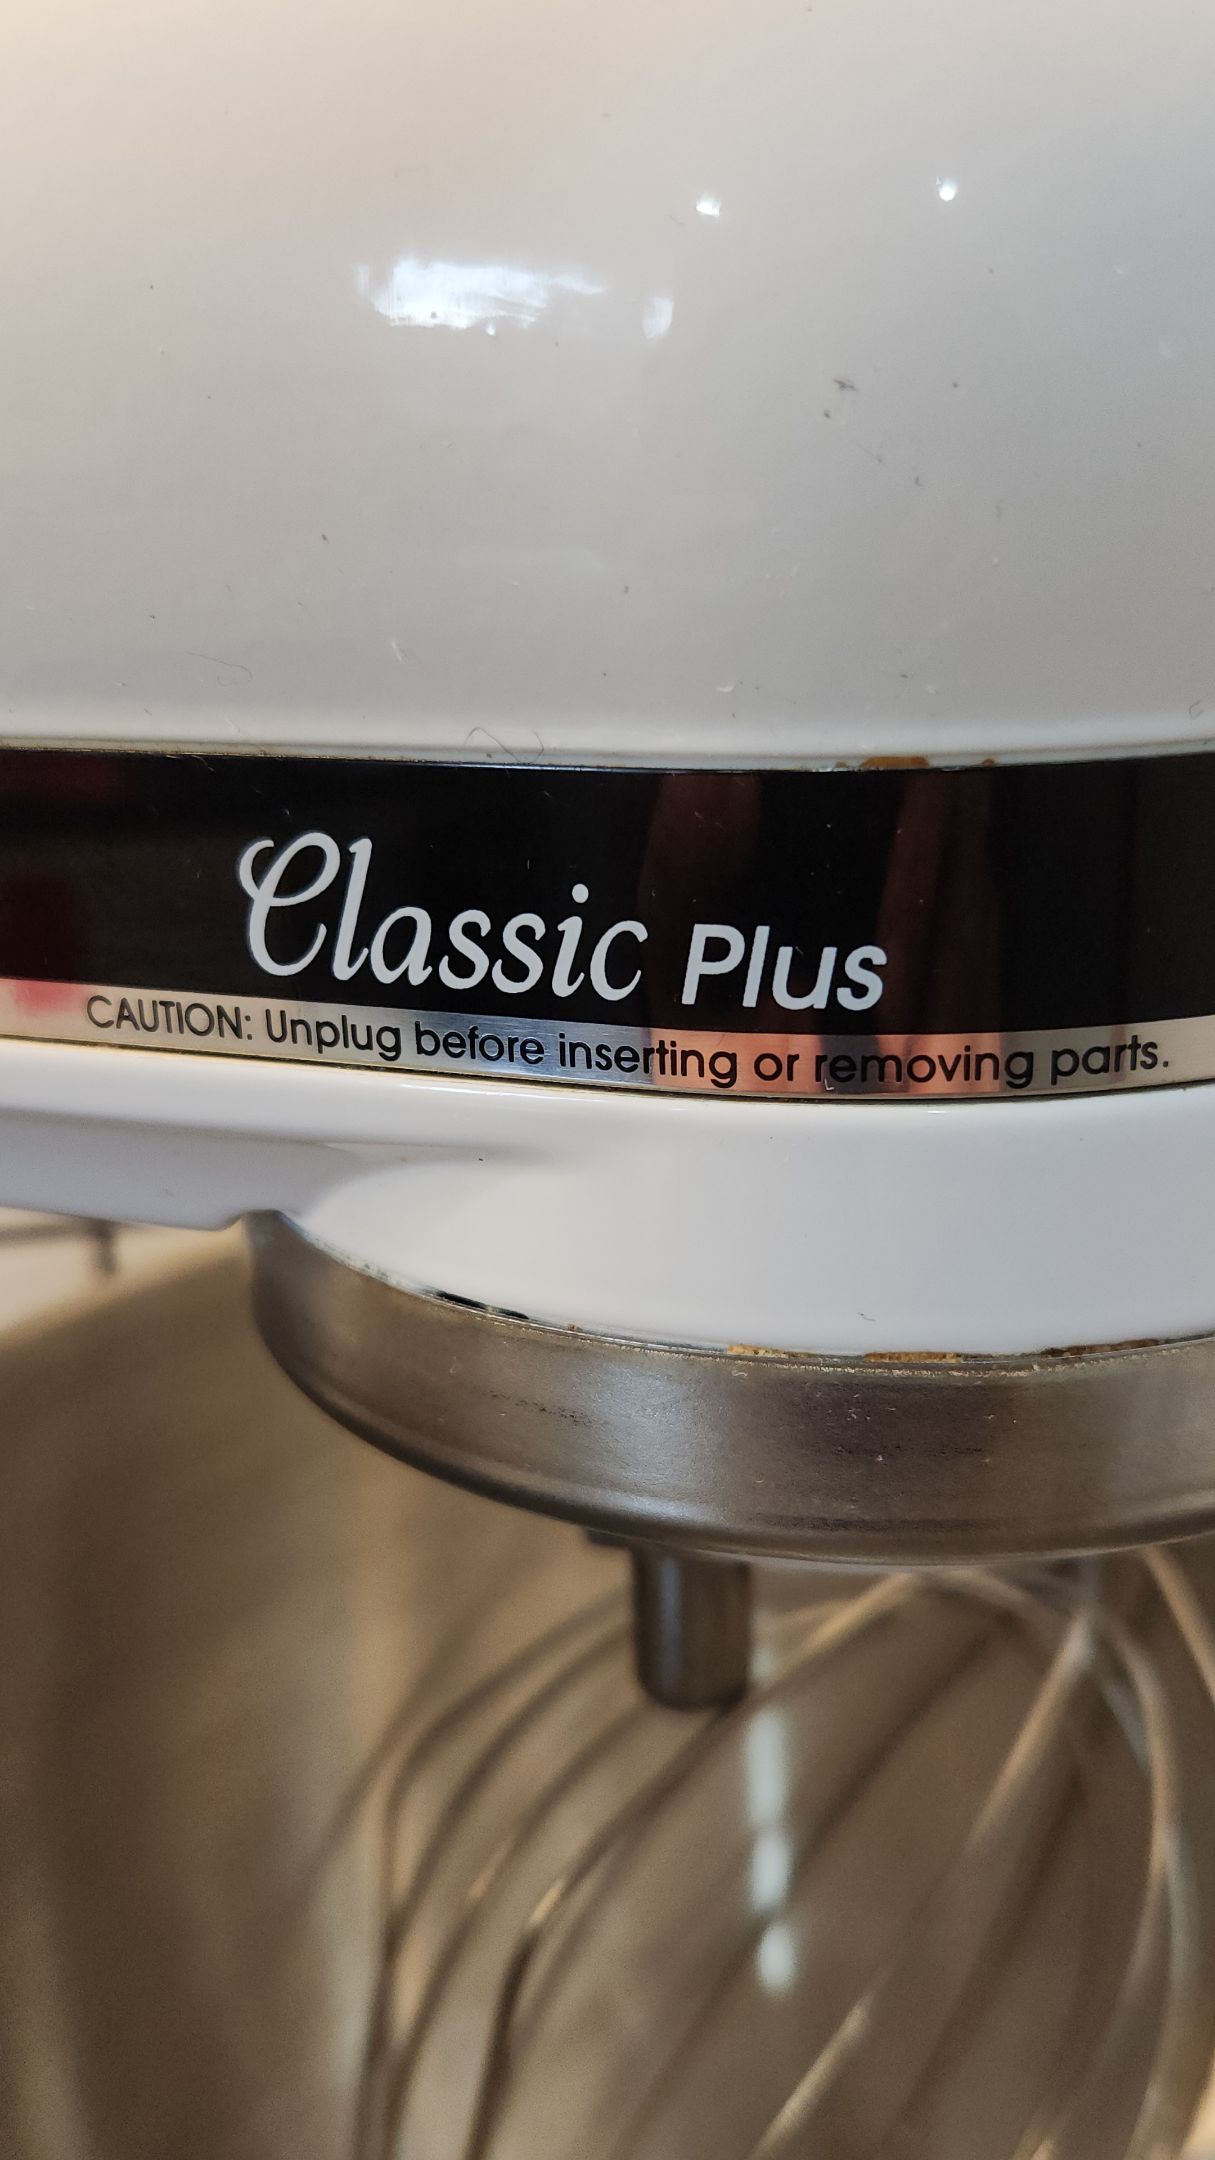 Classic Plus
CAUTION: Unplug before inserting or removing parts.